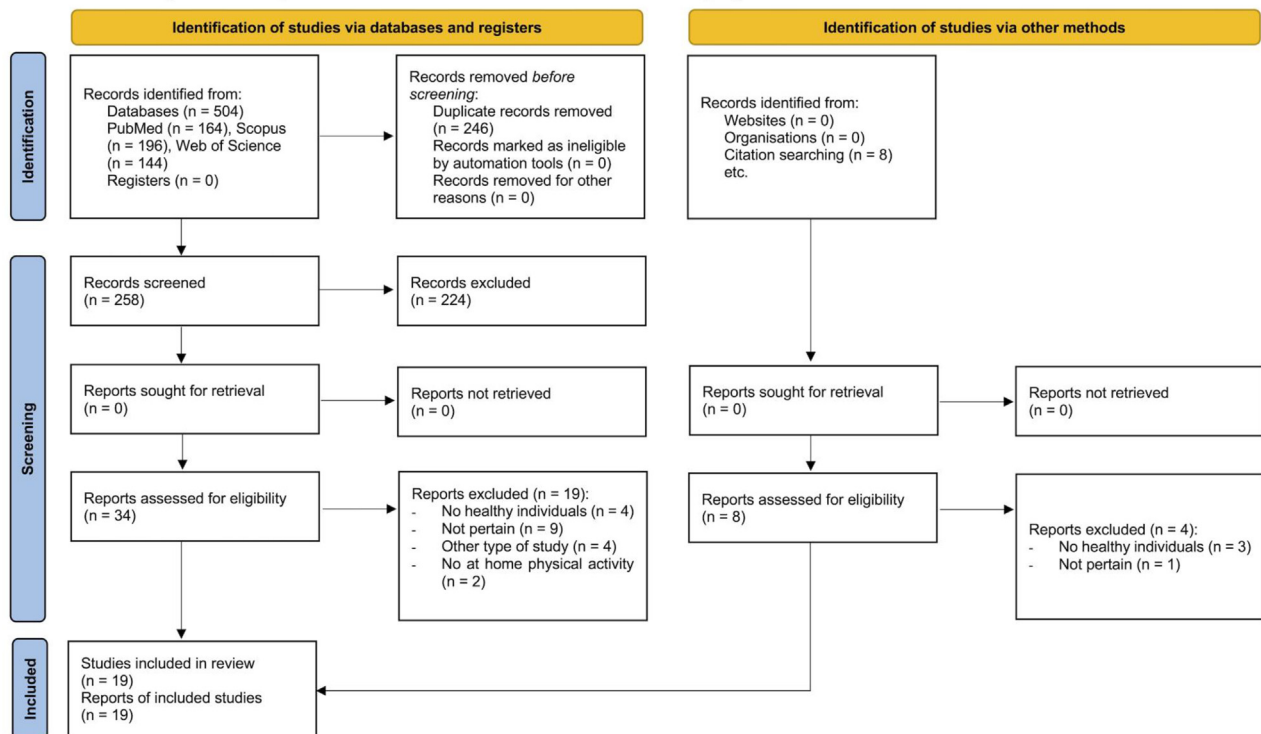 Identification of studies via databases and registers
Identification of studies via other methods
Identification
Records identified from:
Databases (n = 504)
PubMed (n = 164), Scopus
(n = 196), Web of Science
(n = 144)
Registers (n = 0)
Records removed before
screening:
Duplicate records removed
(n = 246)
Records marked as ineligible
by automation tools (n = 0)
Records removed for other
reasons (n = 0)
Records identified from:
Websites (n = 0)
Organisations (n = 0)
Citation searching (n = 8)
etc.
Screening
Records screened
(n = 258)
Records excluded
(n = 224)
Reports sought for retrieval
(n = 0)
Reports not retrieved
(n = 0)
Reports sought for retrieval
(n = 0)
Reports not retrieved
(n = 0)
Reports assessed for eligibility
(n = 34)
Reports excluded (n = 19):
- No healthy individuals (n = 4)
- Not pertain (n = 9)
- Other type of study (n = 4)
- No at home physical activity
(n = 2)
Reports assessed for eligibility
(n = 8)
Reports excluded (n = 4):
- No healthy individuals (n = 3)
- Not pertain (n = 1)
Included
Studies included in review
(n = 19)
Reports of included studies
(n = 19)